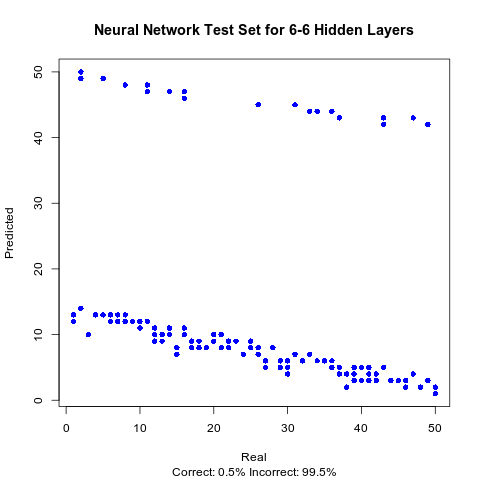 Neural Network Test Set for 6-6 Hidden Layers
Predicted
50
40
30
20
10
0
0 10 20 30 40 50
Real
Correct: 0.5% Incorrect: 99.5%